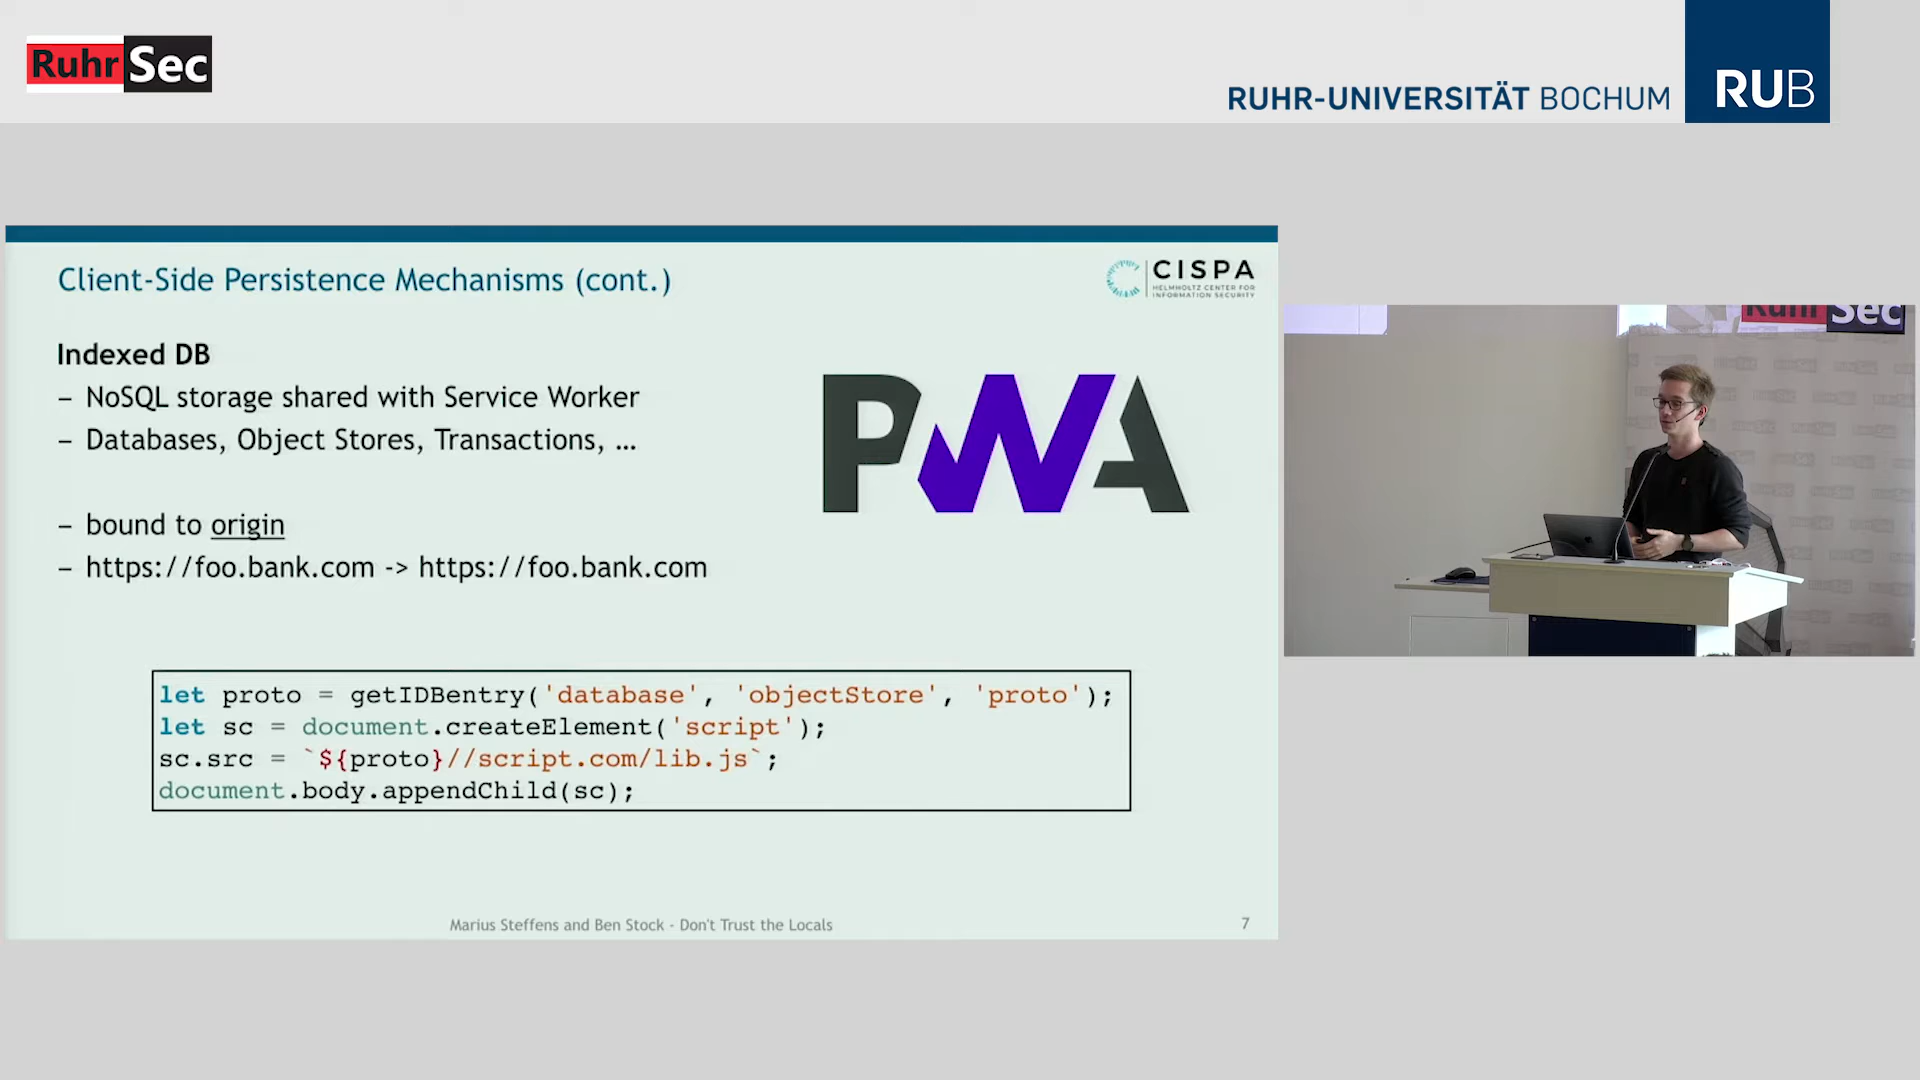 RuhrSec
RUHR-UNIVERSITÄT BOCHUM
RUB
Client-Side Persistence Mechanisms (cont.)
CISPA
HELMHOLTZ CENTER FOR
INFORMATION SECURITY
Indexed DB
– NoSQL storage shared with Service Worker
– Databases, Object Stores, Transactions, …
PWA
– bound to origin
– https://foo.bank.com -> https://foo.bank.com
let proto = getIDBentry('database', 'objectStore', 'proto');
let sc = document.createElement('script');
sc.src = `${proto}//script.com/lib.js`;
document.body.appendChild(sc);
Marius Steffens and Ben Stock - Don't Trust the Locals
7
RuhrSec